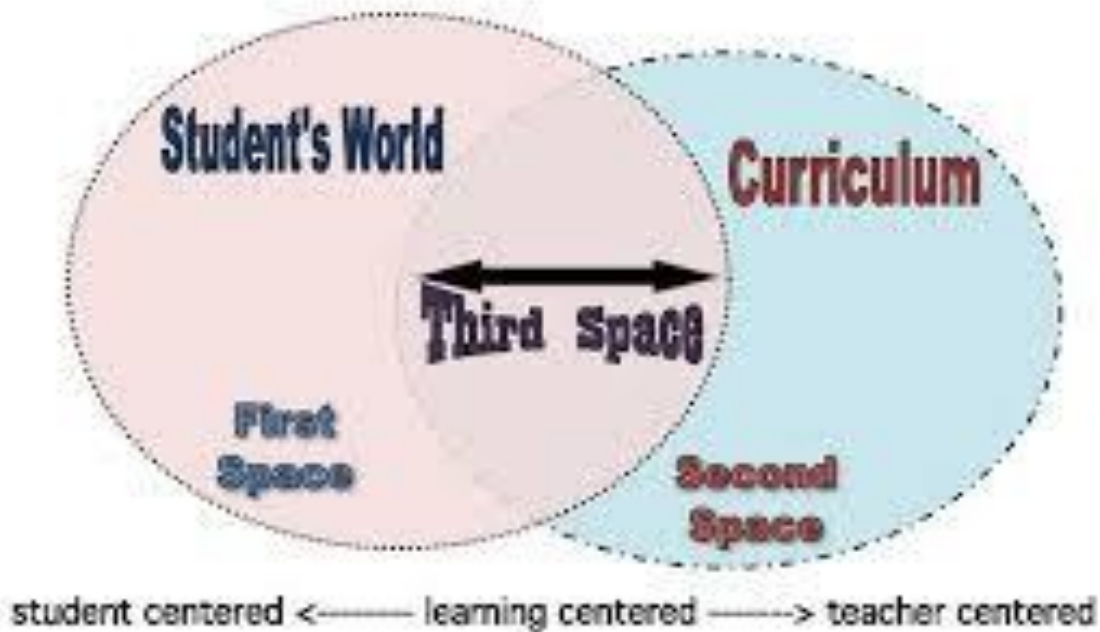 Student's World
Curriculum
Third Space
First
Space
Second
Space
student centered <-------- learning centered -------> teacher centered